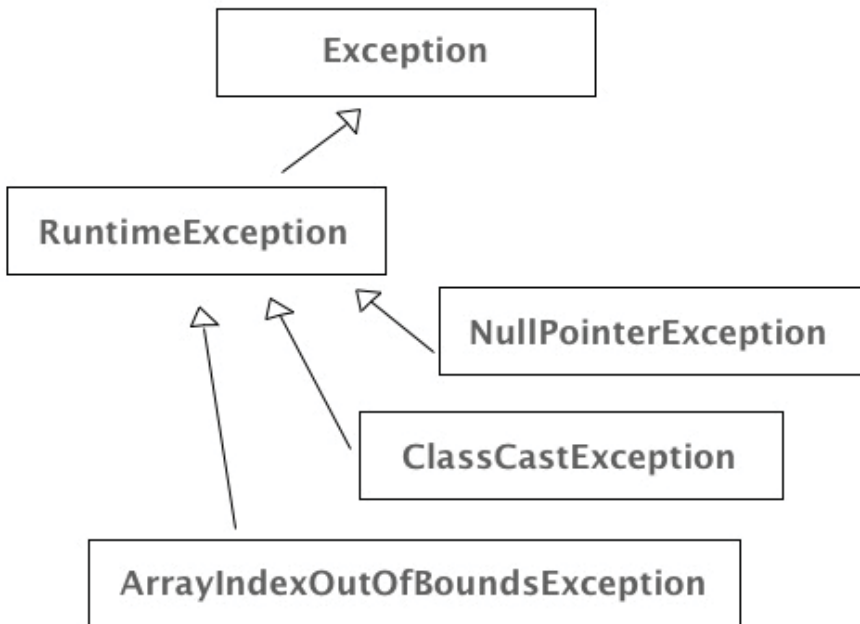 Exception
RuntimeException
NullPointerException
ClassCastException
ArrayIndexOutOfBoundsException